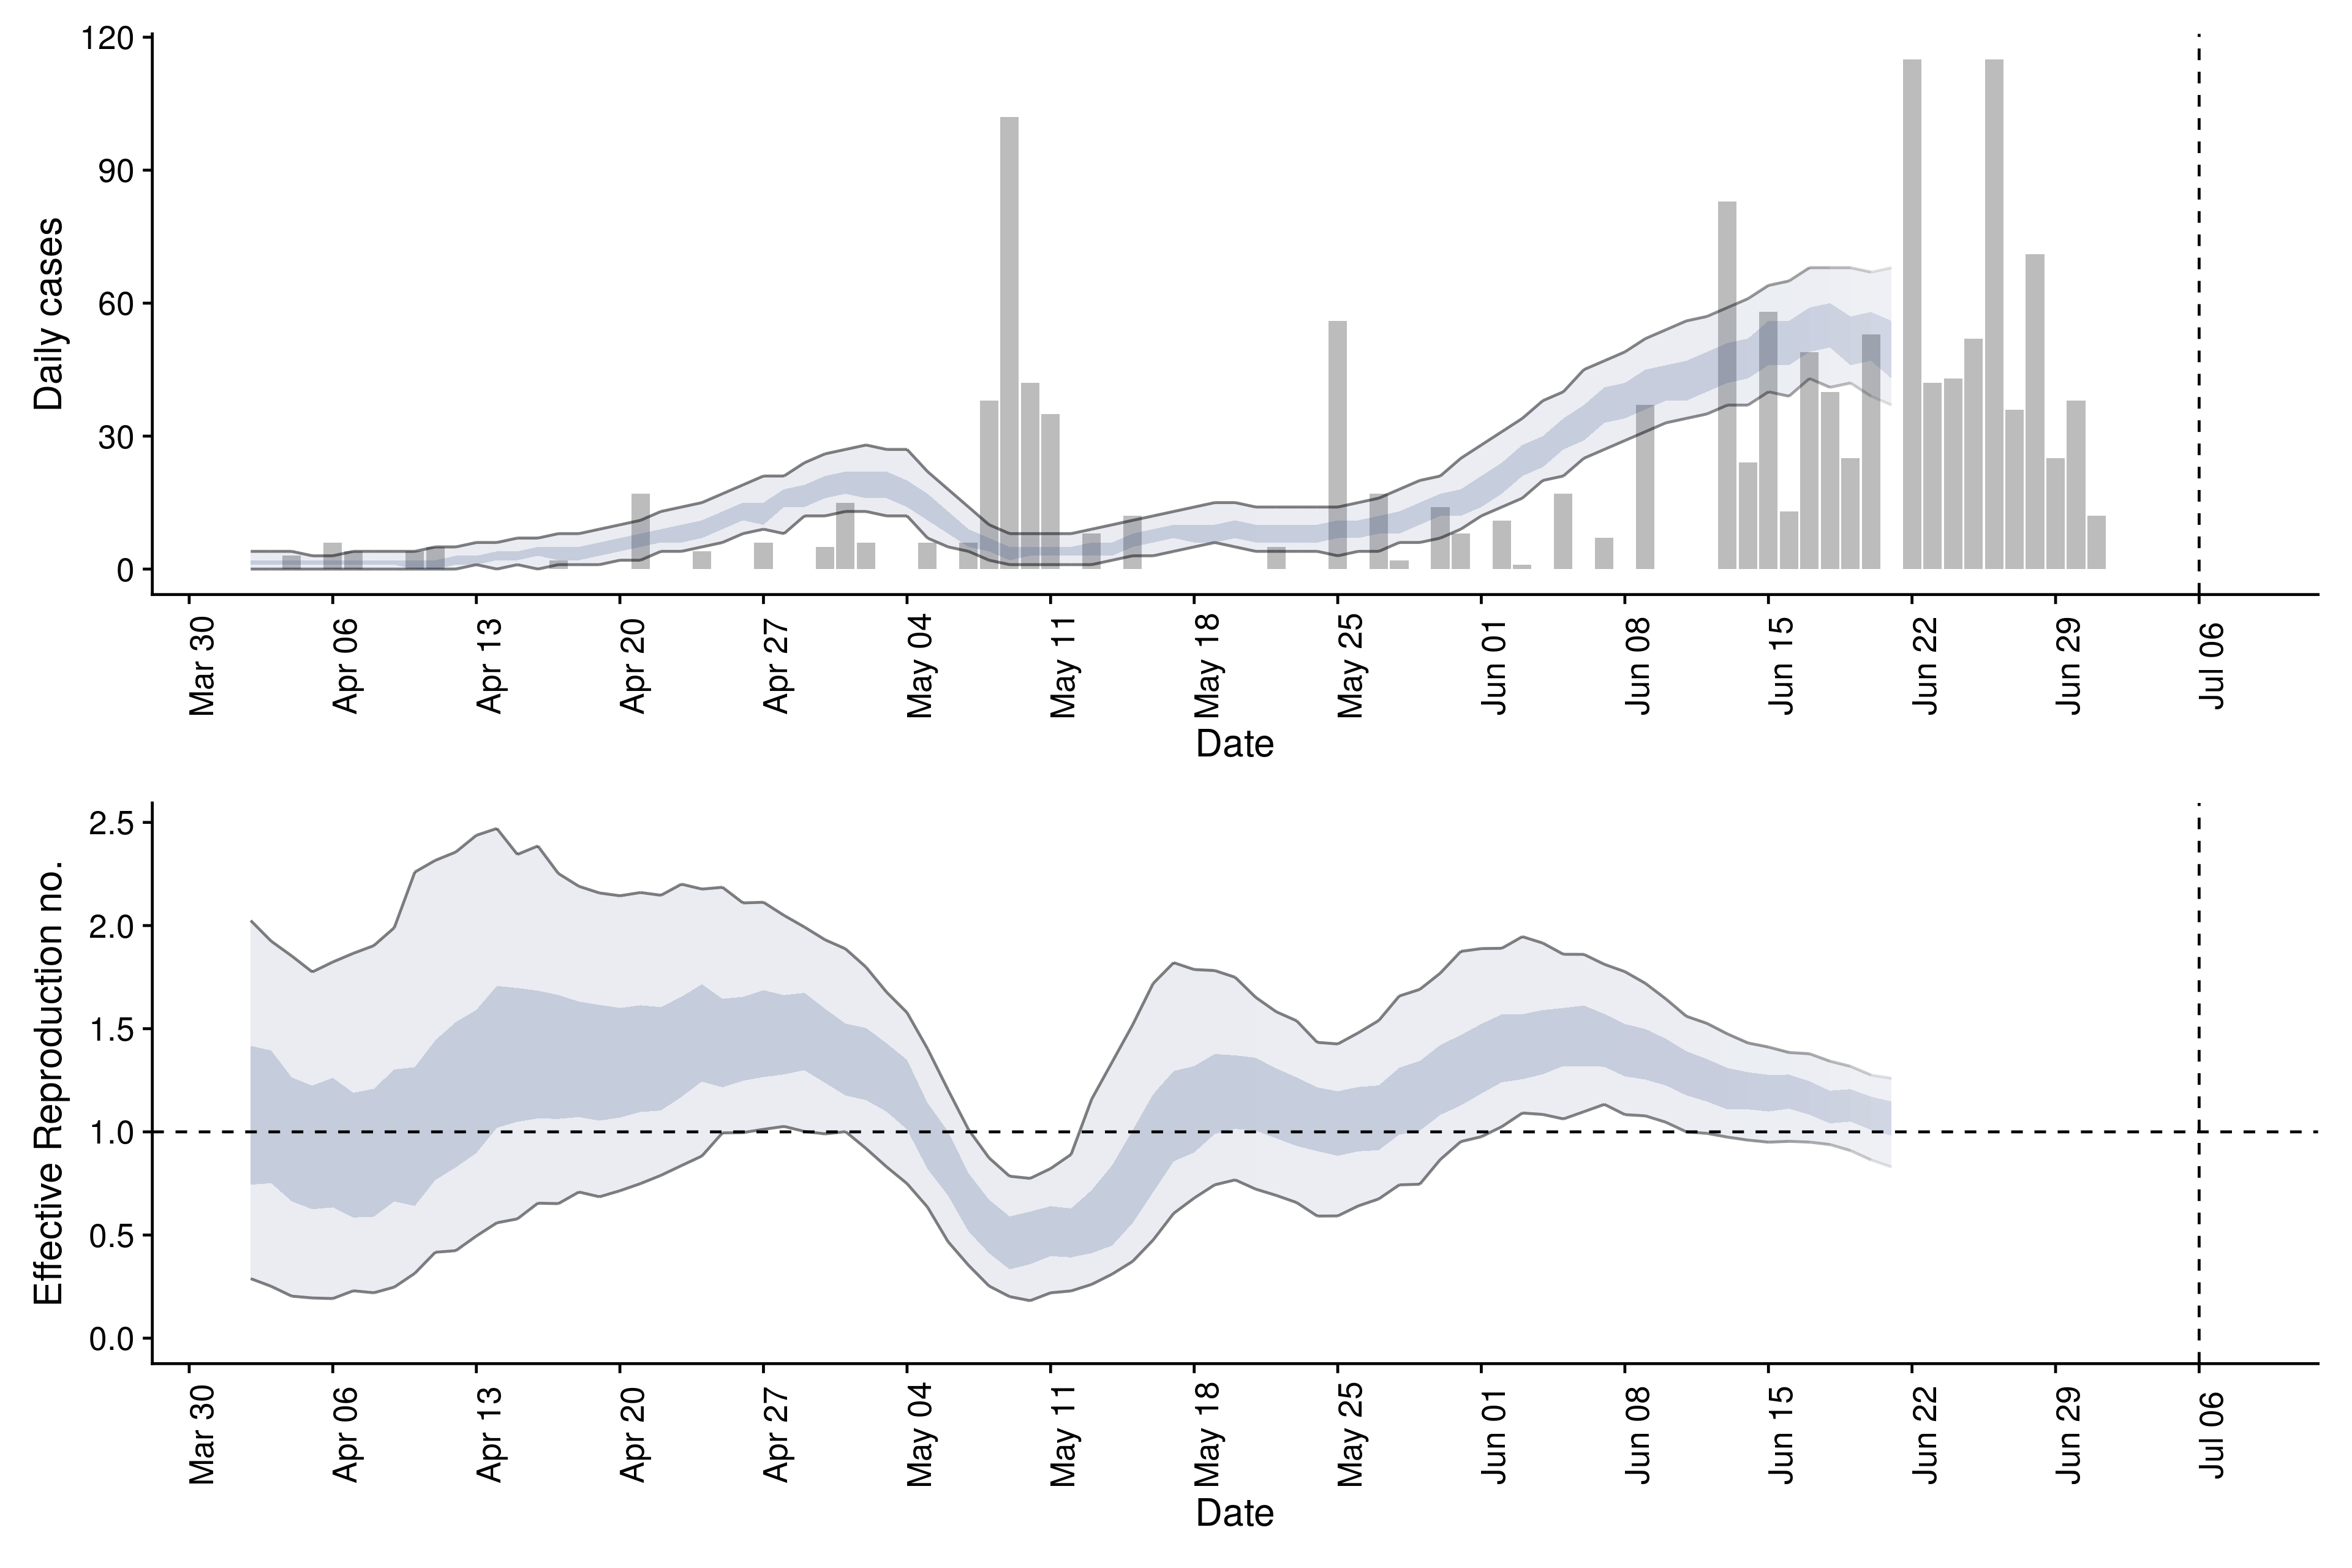 120
90
60
30
0
Daily cases
Mar 30
Apr 06
Apr 13
Apr 20
Apr 27
May 04
May 11
May 18
May 25
Jun 01
Jun 08
Jun 15
Jun 22
Jun 29
Jul 06
Date
2.5
2.0
1.5
1.0
0.5
0.0
Effective Reproduction no.
Mar 30
Apr 06
Apr 13
Apr 20
Apr 27
May 04
May 11
May 18
May 25
Jun 01
Jun 08
Jun 15
Jun 22
Jun 29
Jul 06
Date